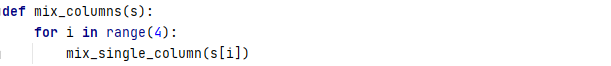 def mix_columns(s):
    for i in range(4):
        mix_single_column(s[i])